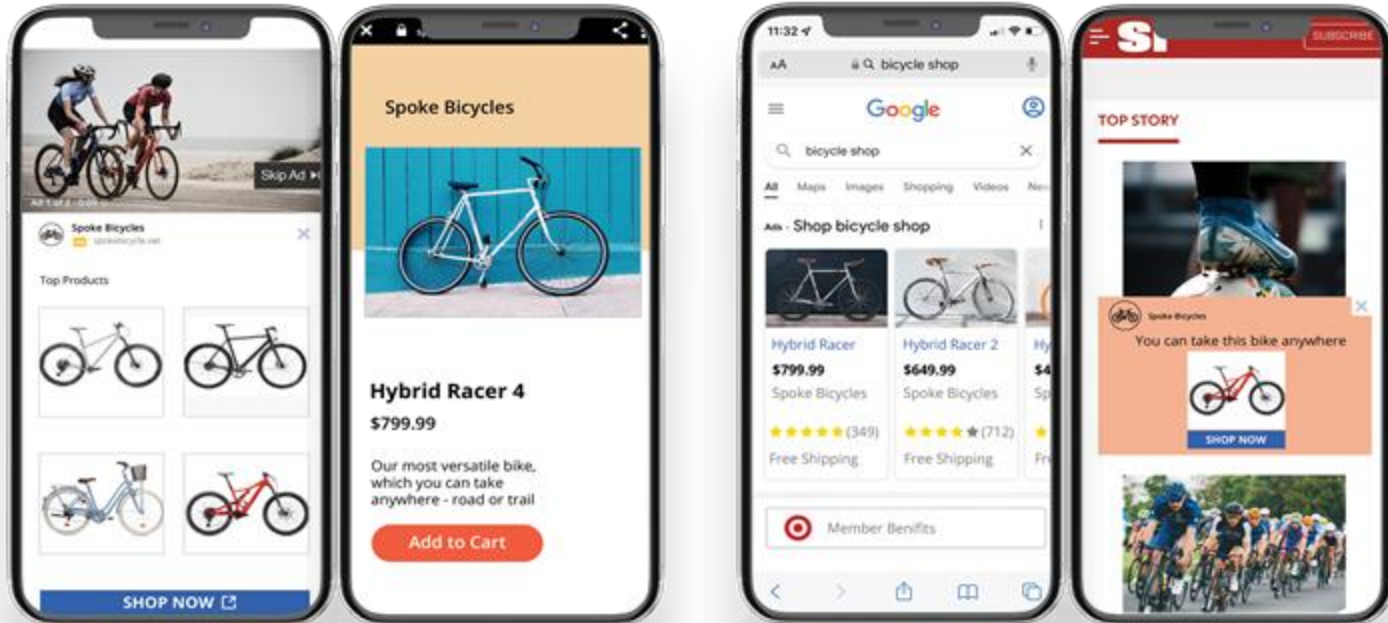 Skip Ad
Spoke Bicycles
Top Products
SHOP NOW
Spoke Bicycles
Hybrid Racer 4
$799.99
Our most versatile bike,
which you can take
anywhere - road or trail
Add to Cart
11:32
AA bicycle shop
Google
bicycle shop
All Maps Images Shopping Videos
Ads · Shop bicycle shop
Hybrid Racer
$799.99
Spoke Bicycles
(349)
Free Shipping
Hybrid Racer 2
$649.99
Spoke Bicycles
(712)
Free Shipping
Hy
$4
Sp
Member Benifits
SUBSCRIBE
TOP STORY
Spoke Bicycles
You can take this bike anywhere
SHOP NOW